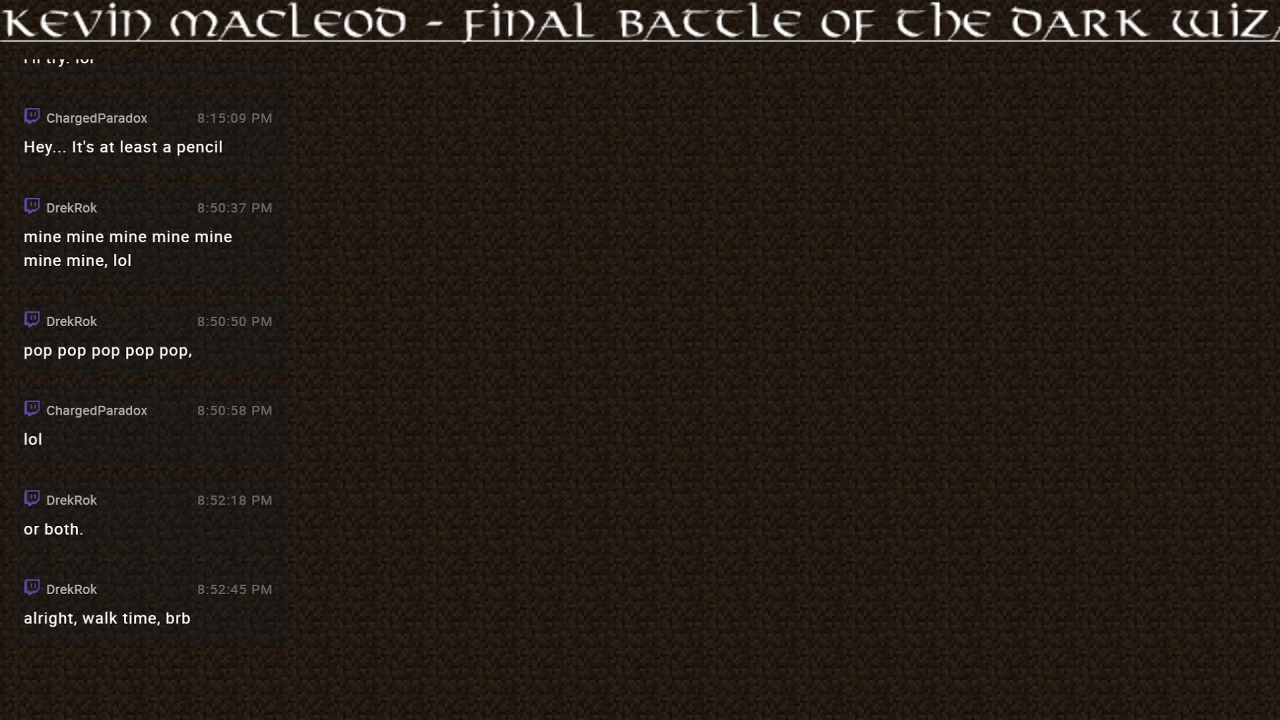 Kevin MacLeod - Final Battle of the Dark
I'll try. lol
ChargedParadox 8:15:09 PM
Hey... It's at least a pencil
DrekRok 8:50:37 PM
mine mine mine mine mine
mine mine, lol
DrekRok 8:50:50 PM
pop pop pop pop pop,
ChargedParadox 8:50:58 PM
lol
DrekRok 8:52:18 PM
or both.
DrekRok 8:52:45 PM
alright, walk time, brb